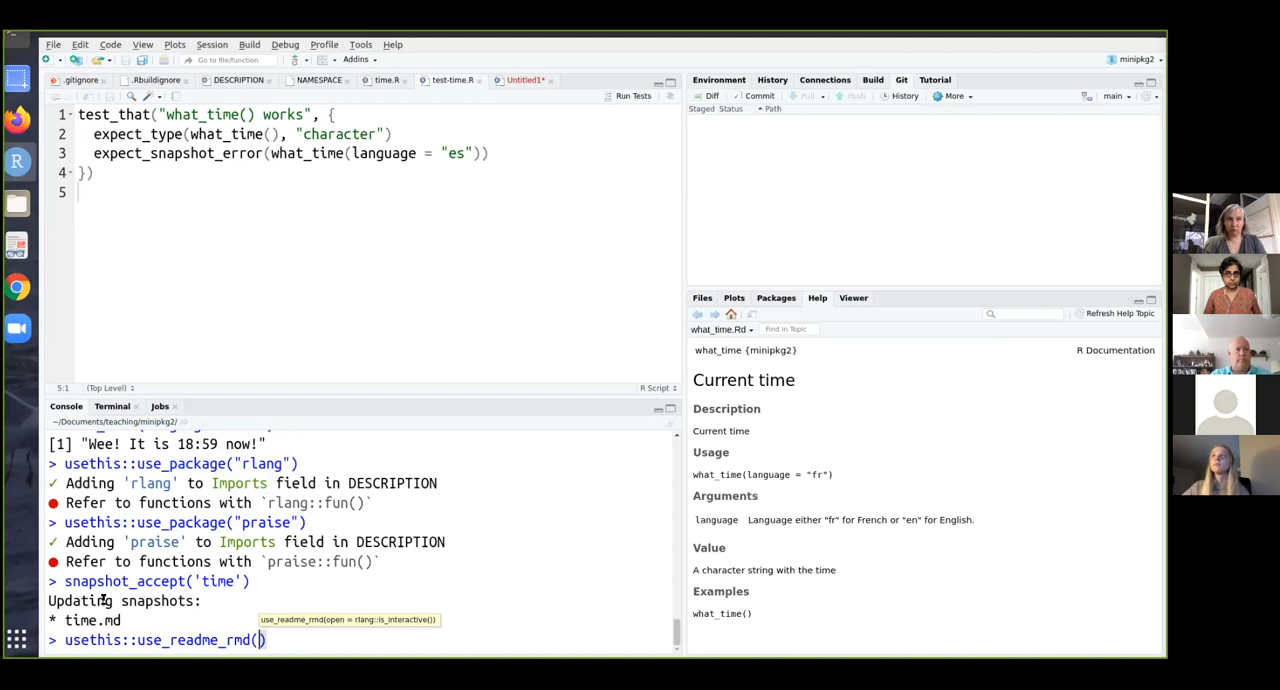 File Edit Code View Plots Session Build Debug Profile Tools Help
Go to file/function Addins minipkg2
.gitignore .Rbuildignore DESCRIPTION NAMESPACE time.R test-time.R Untitled1*
Run Tests
1 test_that("what_time() works", {
2 expect_type(what_time(), "character")
3 expect_snapshot_error(what_time(language = "es"))
4 })
5
5:1 (Top Level) R Script
Console Terminal Jobs
~/Documents/teaching/minipkg2/
[1] "Wee! It is 18:59 now!"
> usethis::use_package("rlang")
✓ Adding 'rlang' to Imports field in DESCRIPTION
● Refer to functions with `rlang::fun()`
> usethis::use_package("praise")
✓ Adding 'praise' to Imports field in DESCRIPTION
● Refer to functions with `praise::fun()`
> snapshot_accept('time')
Updating snapshots:
* time.md
use_readme_rmd(open = rlang::is_interactive())
> usethis::use_readme_rmd()
Environment History Connections Build Git Tutorial
Diff Commit Pull Push History More main
Staged Status Path
Files Plots Packages Help Viewer
Refresh Help Topic
what_time.Rd Find in Topic
what_time {minipkg2} R Documentation
Current time
Description
Current time
Usage
what_time(language = "fr")
Arguments
language Language either "fr" for French or "en" for English.
Value
A character string with the time
Examples
what_time()